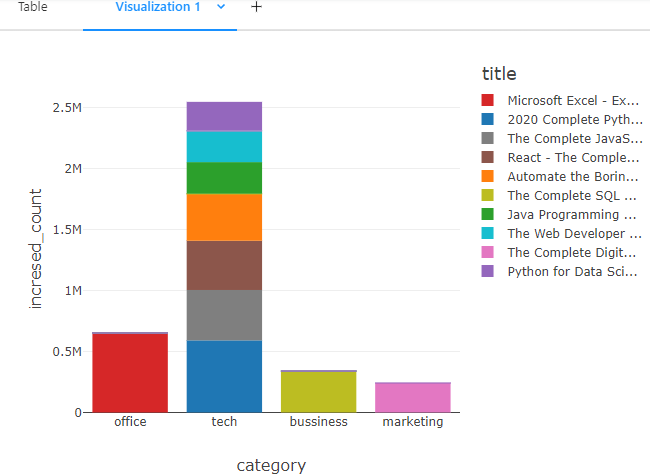 Table
Visualization 1
+
title
Microsoft Excel - Ex...
2020 Complete Pyth...
The Complete JavaS...
React - The Comple...
Automate the Borin...
The Complete SQL ...
Java Programming ...
The Web Developer ...
The Complete Digit...
Python for Data Sci...
2.5M
2M
1.5M
1M
0.5M
0
incresed_count
office
tech
bussiness
marketing
category